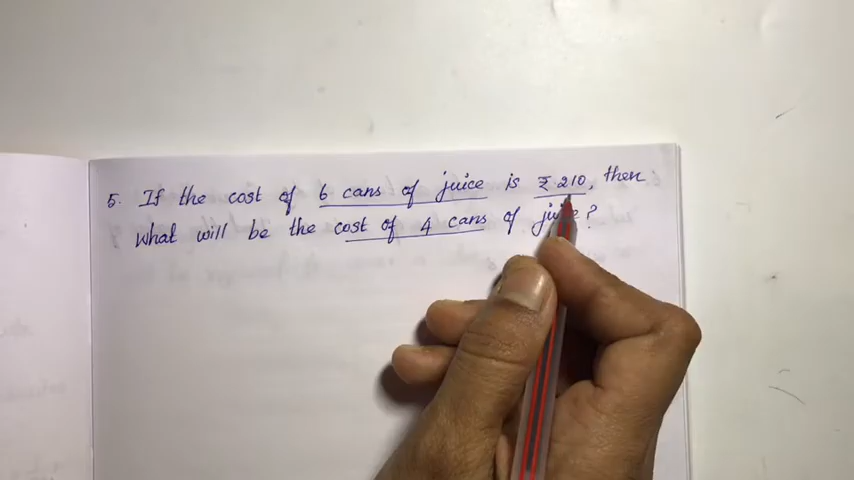 5. If the cost of 6 cans of juice is ₹ 210, then
what will be the cost of 4 cans of juice?